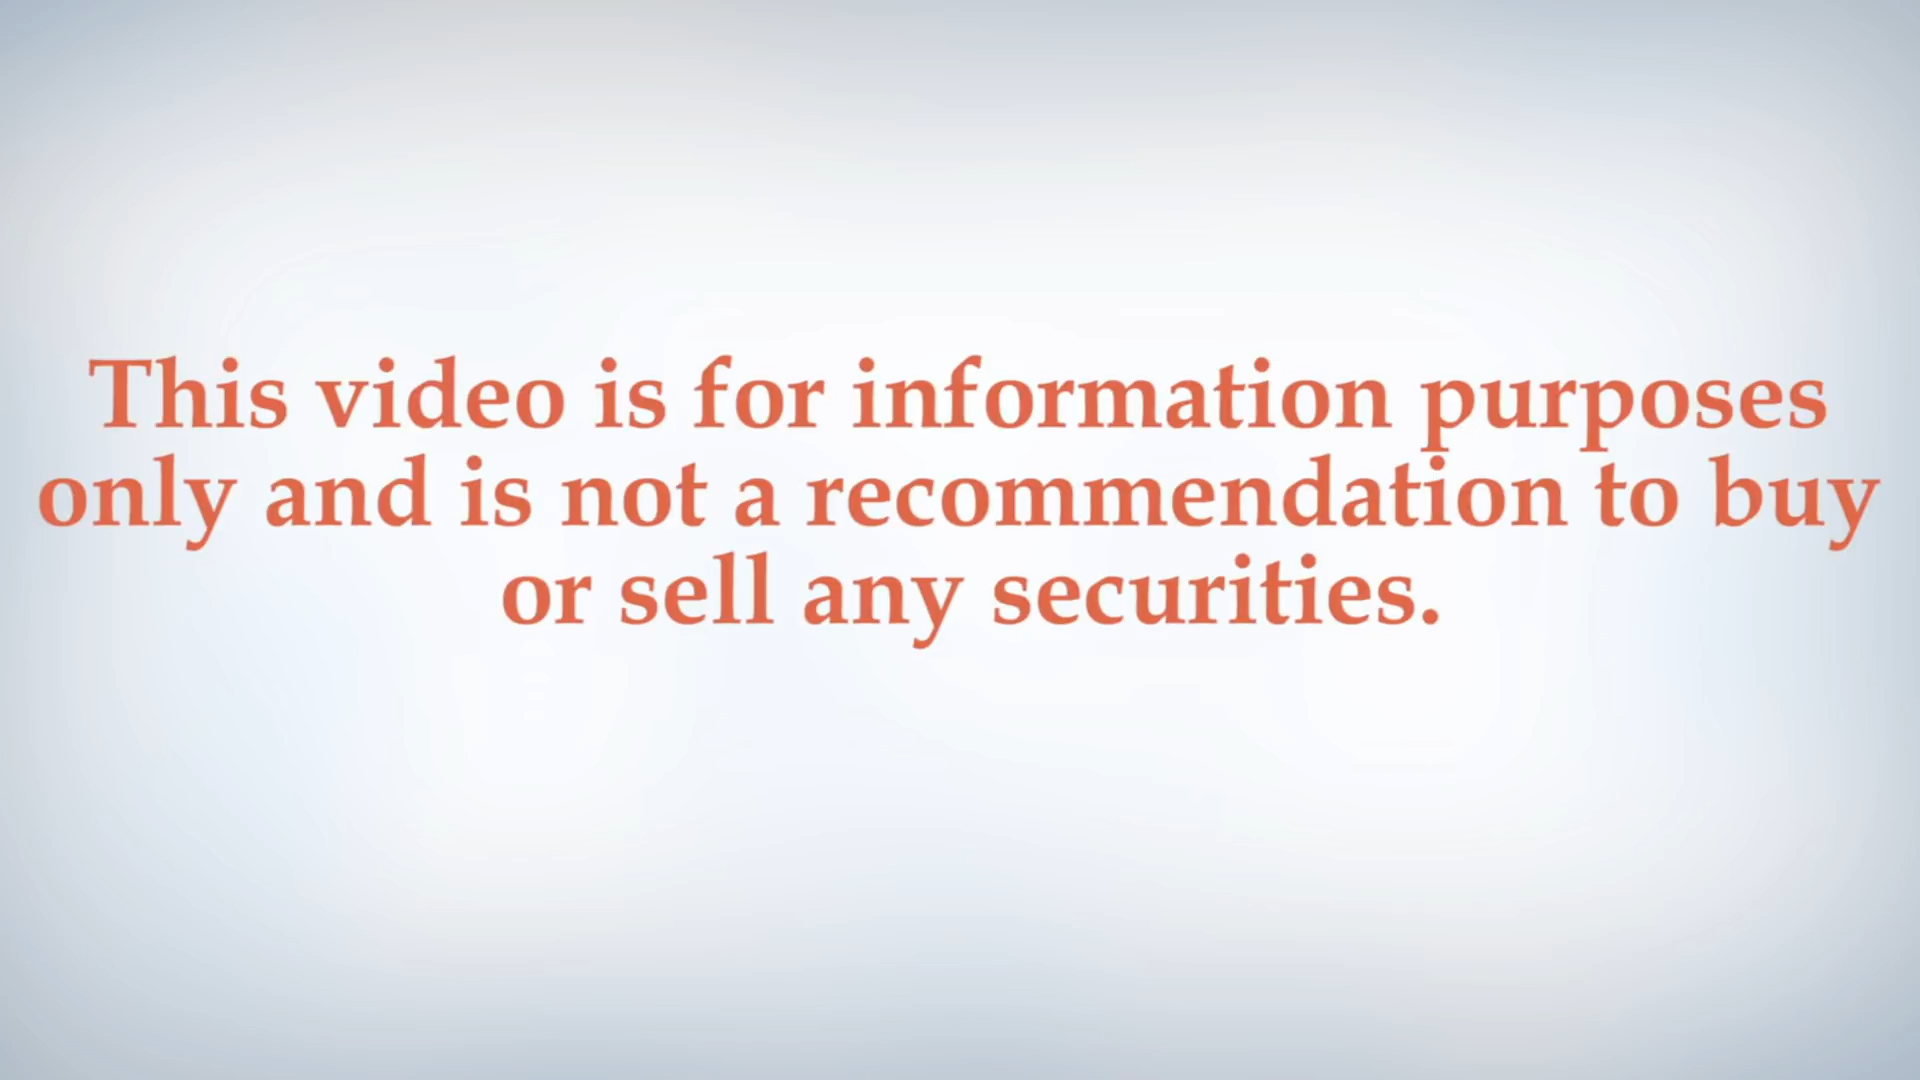 This video is for information purposes
only and is not a recommendation to buy
or sell any securities.